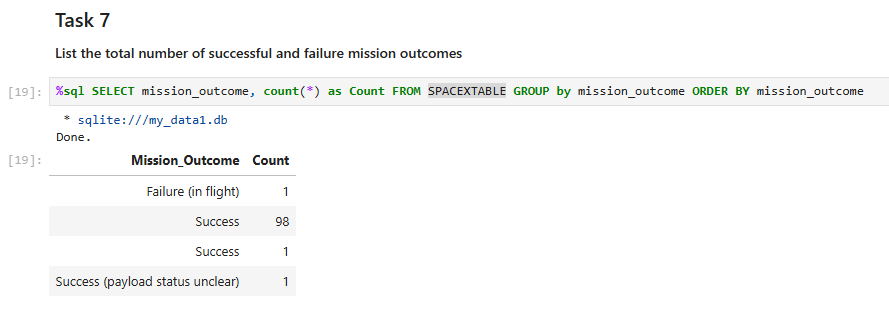 Task 7
List the total number of successful and failure mission outcomes
[19]: %sql SELECT mission_outcome, count(*) as Count FROM SPACEXTABLE GROUP by mission_outcome ORDER BY mission_outcome
* sqlite:///my_data1.db
Done.
[19]: Mission_Outcome Count
Failure (in flight) 1
Success 98
Success 1
Success (payload status unclear) 1